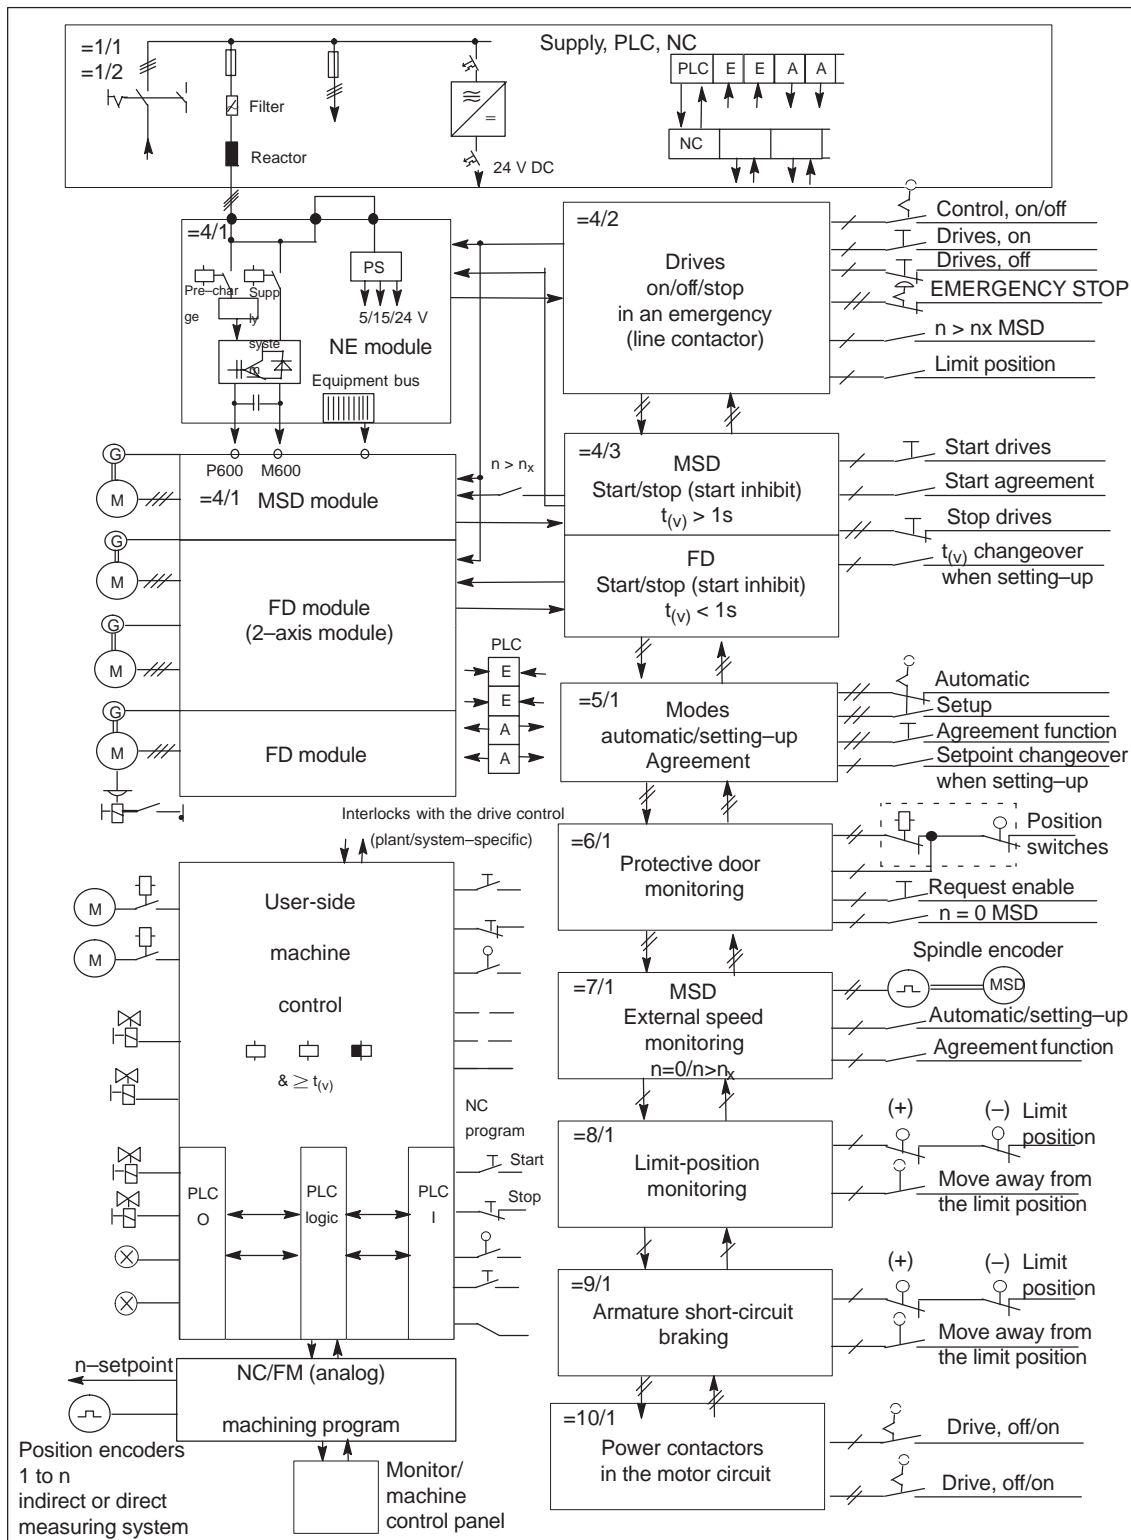 =1/1
=1/2
Supply, PLC, NC
PLC E E A A
NC
Filter
Reactor
24 V DC
=4/1
PS
5/15/24 V
Pre–char
ge
Supp
ly
syste
m
NE module
Equipment bus
P600 M600
=4/2
Drives
on/off/stop
in an emergency
(line contactor)
Control, on/off
Drives, on
Drives, off
EMERGENCY STOP
n > nx MSD
Limit position
G
M
=4/1
MSD module
n > nx
=4/3
MSD
Start/stop (start inhibit)
t(v) > 1s
FD
Start/stop (start inhibit)
t(v) < 1s
Start drives
Start agreement
Stop drives
t(v) changeover
when setting–up
G
M
FD module
(2–axis module)
G
M
PLC
E
E
A
A
G
M
FD module
=5/1
Modes
automatic/setting–up
Agreement
Automatic
Setup
Agreement function
Setpoint changeover
when setting–up
Interlocks with the drive control
(plant/system–specific)
=6/1
Protective door
monitoring
Position
switches
Request enable
n = 0 MSD
M
M
User-side
machine
control
& ≥ t(v)
=7/1
MSD
External speed
monitoring
n=0/n>nx
Spindle encoder
MSD
Automatic/setting–up
Agreement function
NC
program
Start
Stop
PLC
O
PLC
logic
PLC
I
=8/1
Limit-position
monitoring
(+) (–) Limit
position
Move away from
the limit position
=9/1
Armature short-circuit
braking
(+) (–) Limit
position
Move away from
the limit position
n–setpoint
NC/FM (analog)
machining program
Position encoders
1 to n
indirect or direct
measuring system
Monitor/
machine
control panel
=10/1
Power contactors
in the motor circuit
Drive, off/on
Drive, off/on